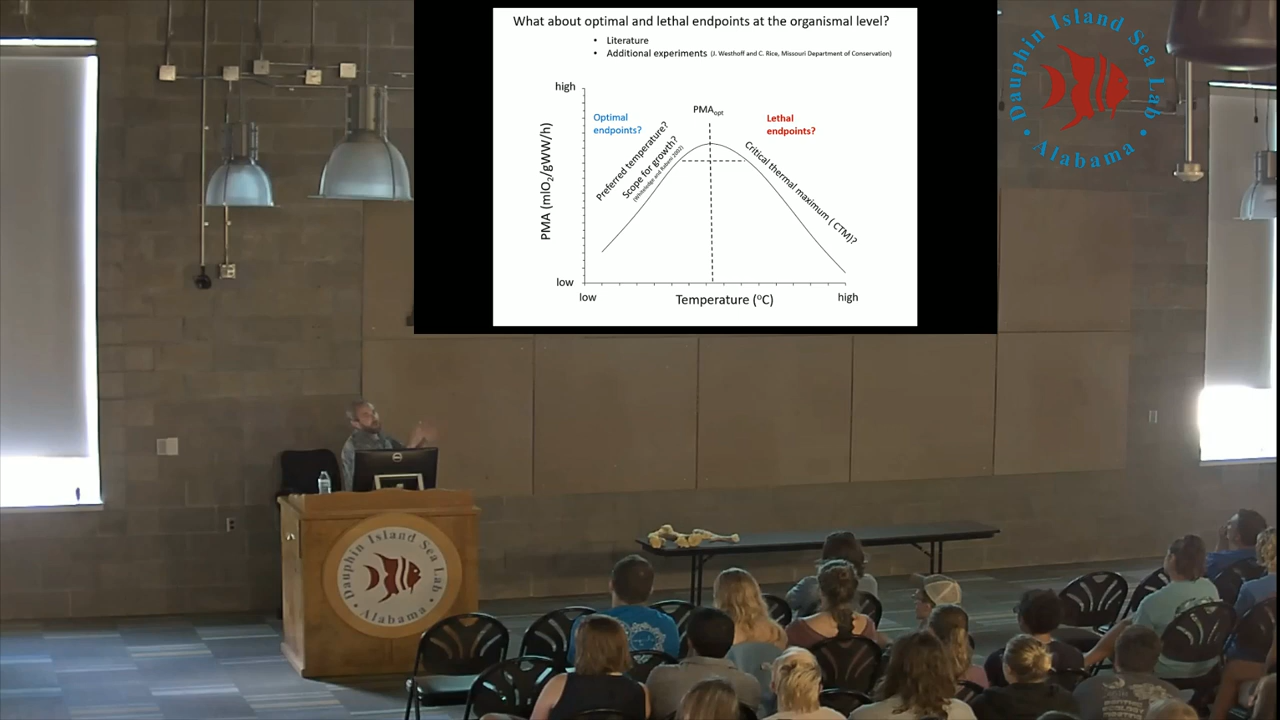 What about optimal and lethal endpoints at the organismal level?
• Literature
• Additional experiments (J. Westhoff and C. Rice, Missouri Department of Conservation)
high
PMAopt
Optimal
endpoints?
Lethal
endpoints?
Preferred temperature?
Scope for growth?
Critical thermal maximum ( CTM)?
PMA (mlO2/gWW/h)
low
low
Temperature (°C)
high
Dauphin Island Sea Lab
Alabama
DELL
Dauphin Island Sea Lab
Alabama